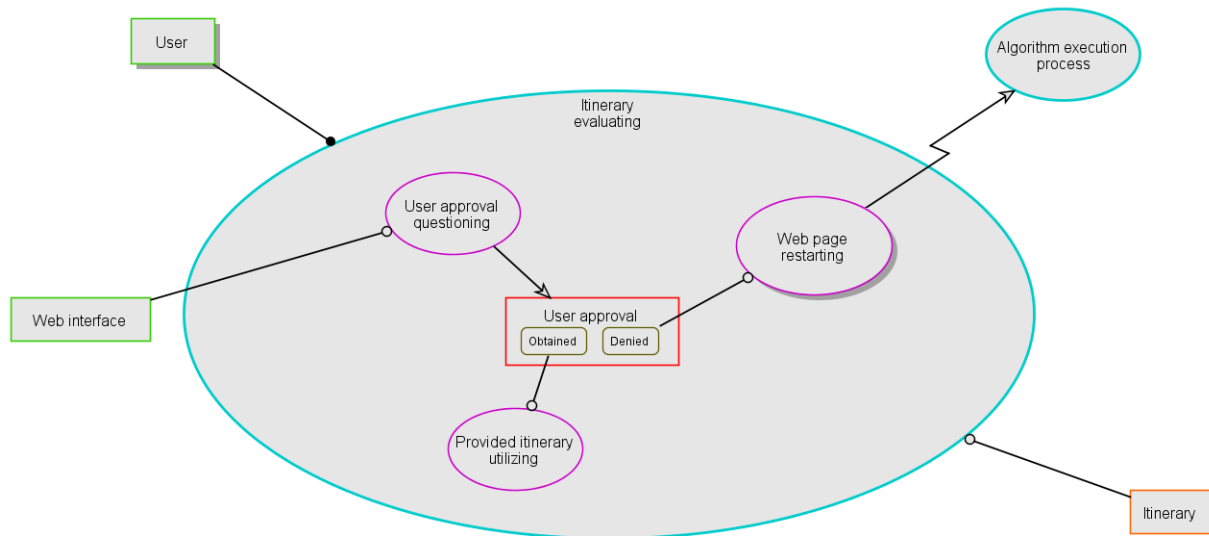 User
Algorithm execution
process
Itinerary
evaluating
User approval
questioning
Web page
restarting
Web interface
User approval
Obtained
Denied
Provided itinerary
utilizing
Itinerary